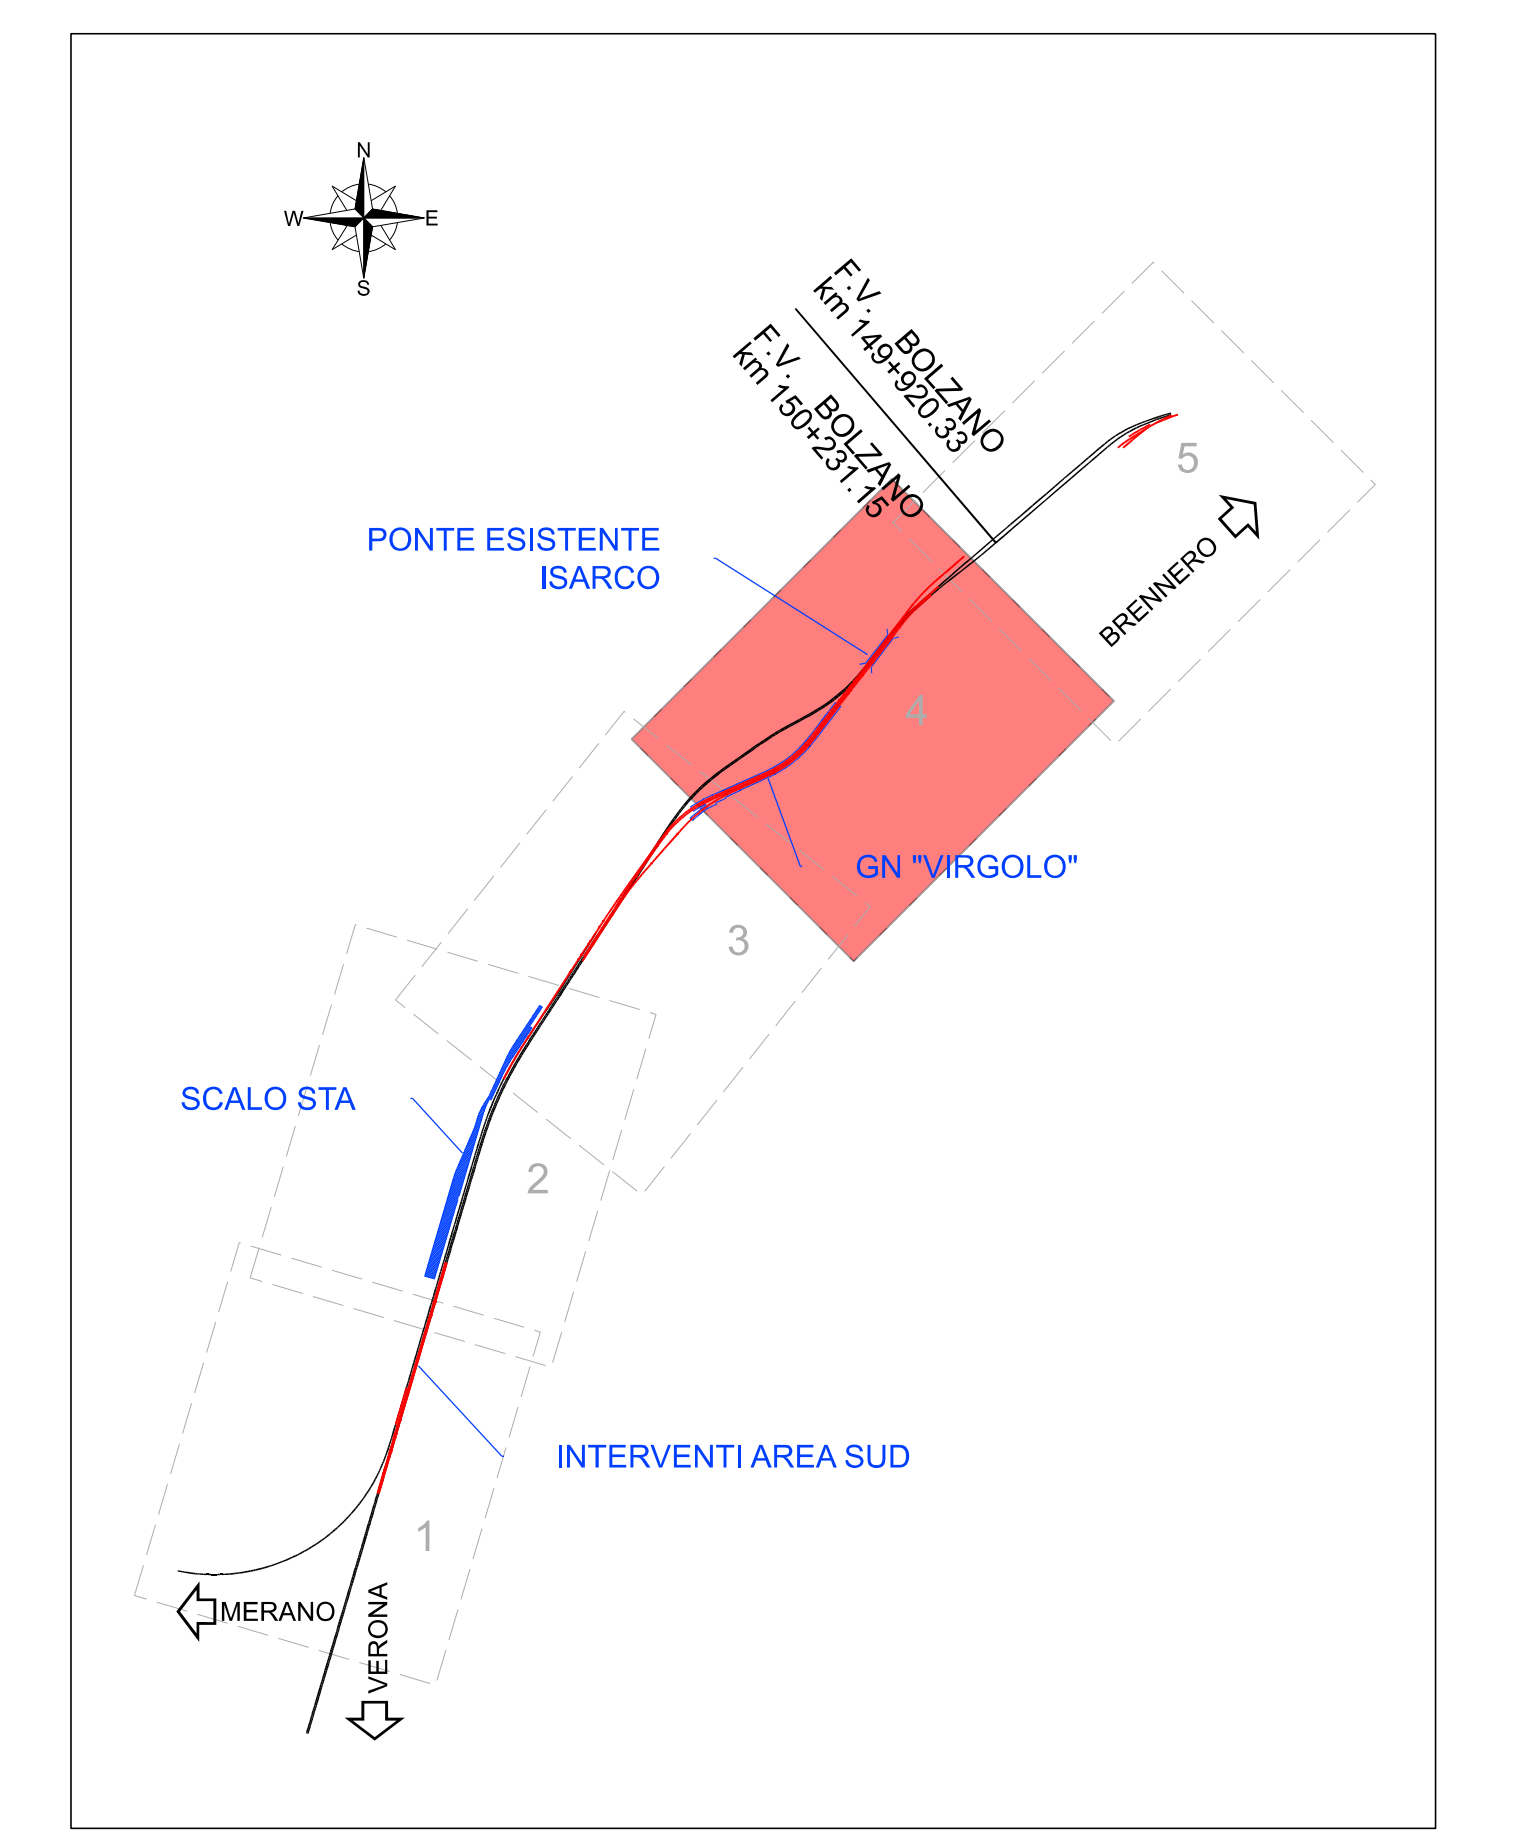 N
W
E
S
F.V. BOLZANO
km 149+920.33
F.V. BOLZANO
km 150+231.15
5
PONTE ESISTENTE
ISARCO
BRENNERO
4
GN "VIRGOLO"
3
SCALO STA
2
INTERVENTI AREA SUD
1
MERANO
VERONA